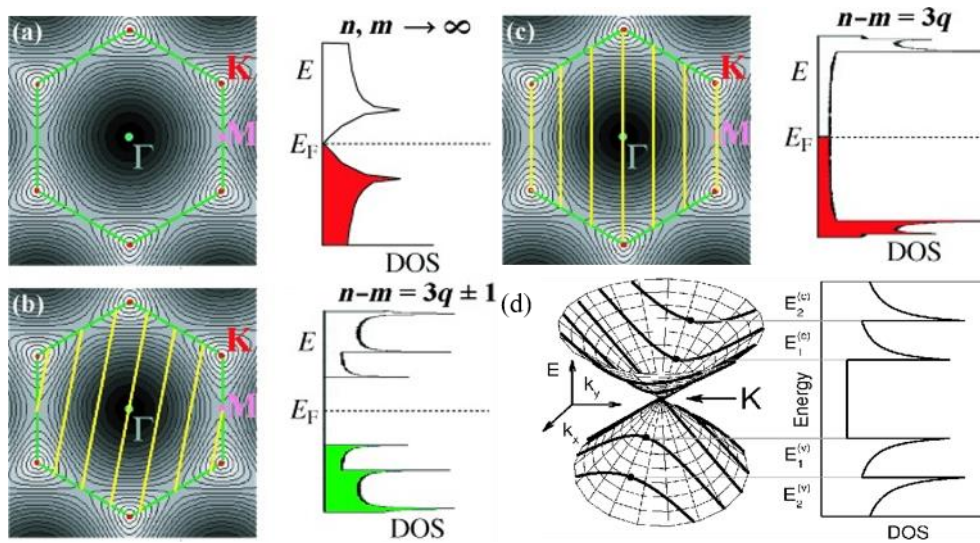 (a)
n, m → ∞
K
E
M
Γ
E_F
DOS
(c)
n-m = 3q
K
E
M
Γ
E_F
DOS
(b)
n-m = 3q ± 1
K
E
M
Γ
E_F
DOS
(d)
E_2^(c)
E_1^(c)
E
k_y
K
k_x
Energy
E_1^(v)
E_2^(v)
DOS